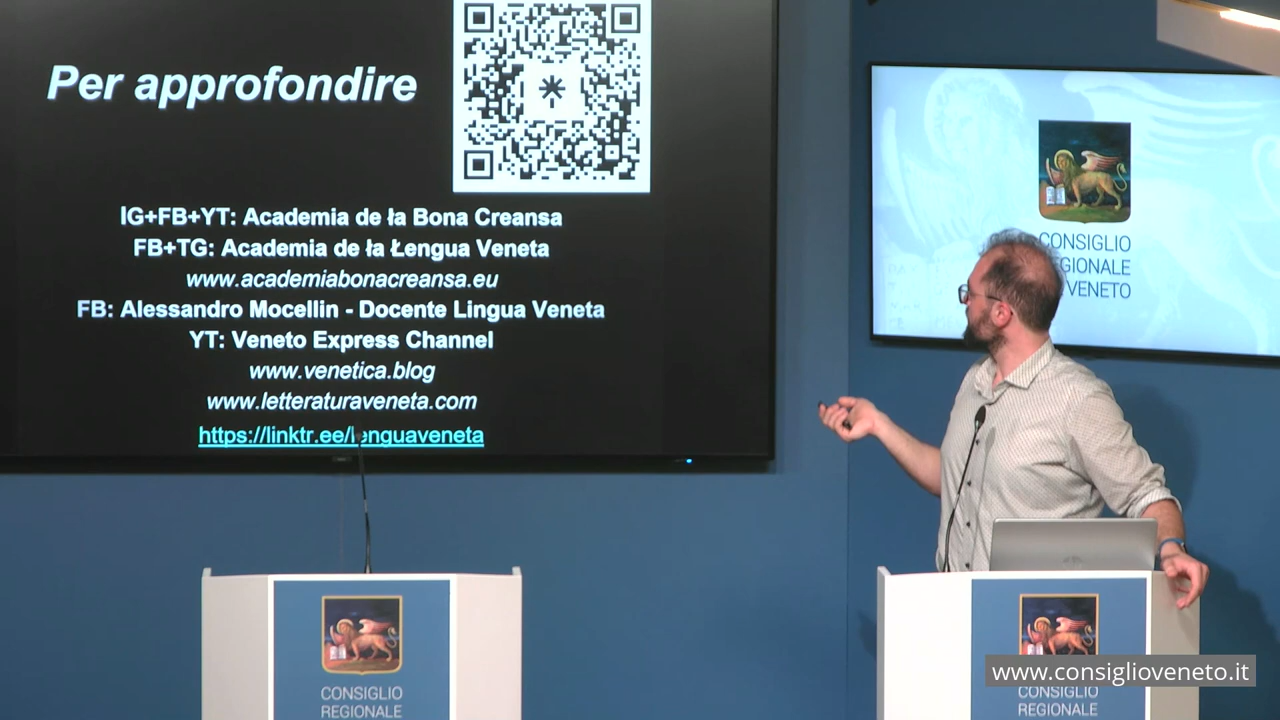 Per approfondire
IG+FB+YT: Academia de ła Bona Creansa
FB+TG: Academia de ła Łengua Veneta
www.academiabonacreansa.eu
FB: Alessandro Mocellin - Docente Lingua Veneta
YT: Veneto Express Channel
www.venetica.blog
www.letteraturaveneta.com
https://linktr.ee/lenguaveneta
CONSIGLIO
EGIONALE
VENETO
CONSIGLIO
REGIONALE
CONSIGLIO
REGIONALE
www.consiglioveneto.it